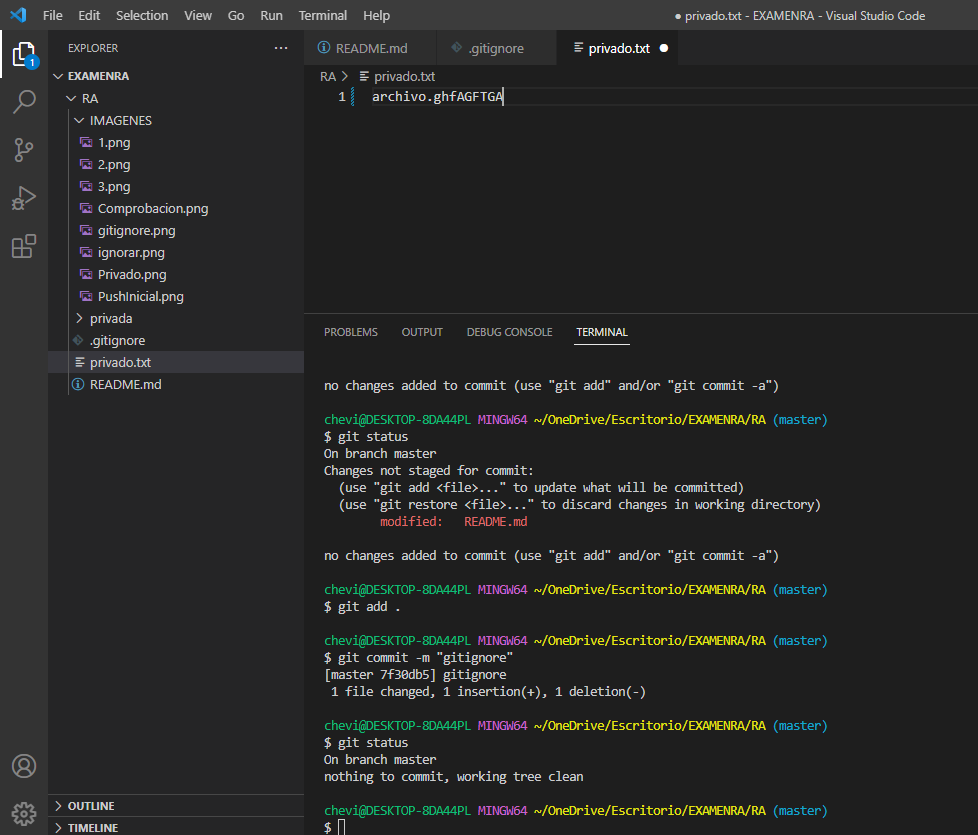 File Edit Selection View Go Run Terminal Help ● privado.txt - EXAMENRA - Visual Studio Code
1
EXPLORER ...
EXAMENRA
RA
IMAGENES
1.png
2.png
3.png
Comprobacion.png
gitignore.png
ignorar.png
Privado.png
PushInicial.png
privada
.gitignore
privado.txt
README.md
OUTLINE
TIMELINE
README.md .gitignore privado.txt
RA > privado.txt
1 archivo.ghfAGFTGA
PROBLEMS OUTPUT DEBUG CONSOLE TERMINAL
no changes added to commit (use "git add" and/or "git commit -a")
chevi@DESKTOP-8DA44PL MINGW64 ~/OneDrive/Escritorio/EXAMENRA/RA (master)
$ git status
On branch master
Changes not staged for commit:
(use "git add <file>..." to update what will be committed)
(use "git restore <file>..." to discard changes in working directory)
modified: README.md
no changes added to commit (use "git add" and/or "git commit -a")
chevi@DESKTOP-8DA44PL MINGW64 ~/OneDrive/Escritorio/EXAMENRA/RA (master)
$ git add .
chevi@DESKTOP-8DA44PL MINGW64 ~/OneDrive/Escritorio/EXAMENRA/RA (master)
$ git commit -m "gitignore"
[master 7f30db5] gitignore
1 file changed, 1 insertion(+), 1 deletion(-)
chevi@DESKTOP-8DA44PL MINGW64 ~/OneDrive/Escritorio/EXAMENRA/RA (master)
$ git status
On branch master
nothing to commit, working tree clean
chevi@DESKTOP-8DA44PL MINGW64 ~/OneDrive/Escritorio/EXAMENRA/RA (master)
$